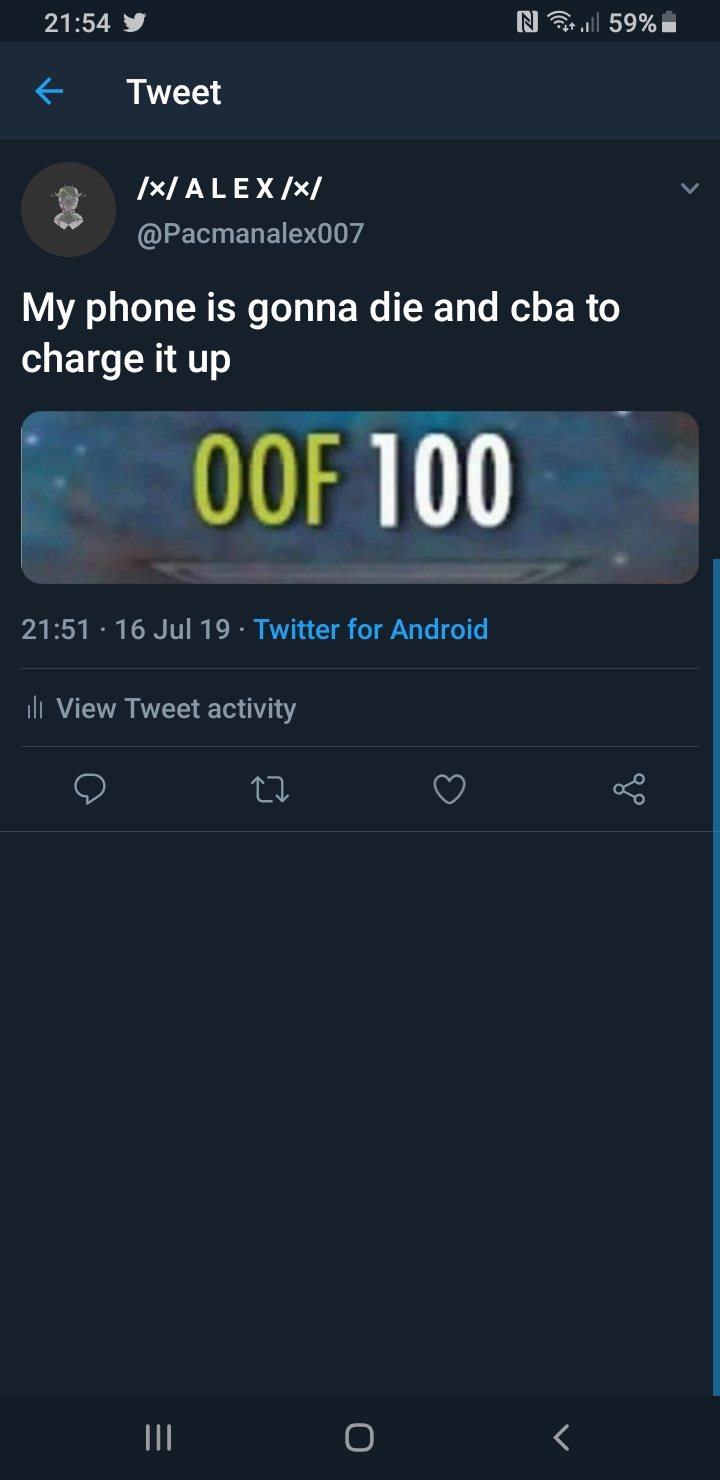 21:54 59%
Tweet
/×/ A L E X /×/
@Pacmanalex007
My phone is gonna die and cba to
charge it up
OOF 100
21:51 · 16 Jul 19 · Twitter for Android
View Tweet activity